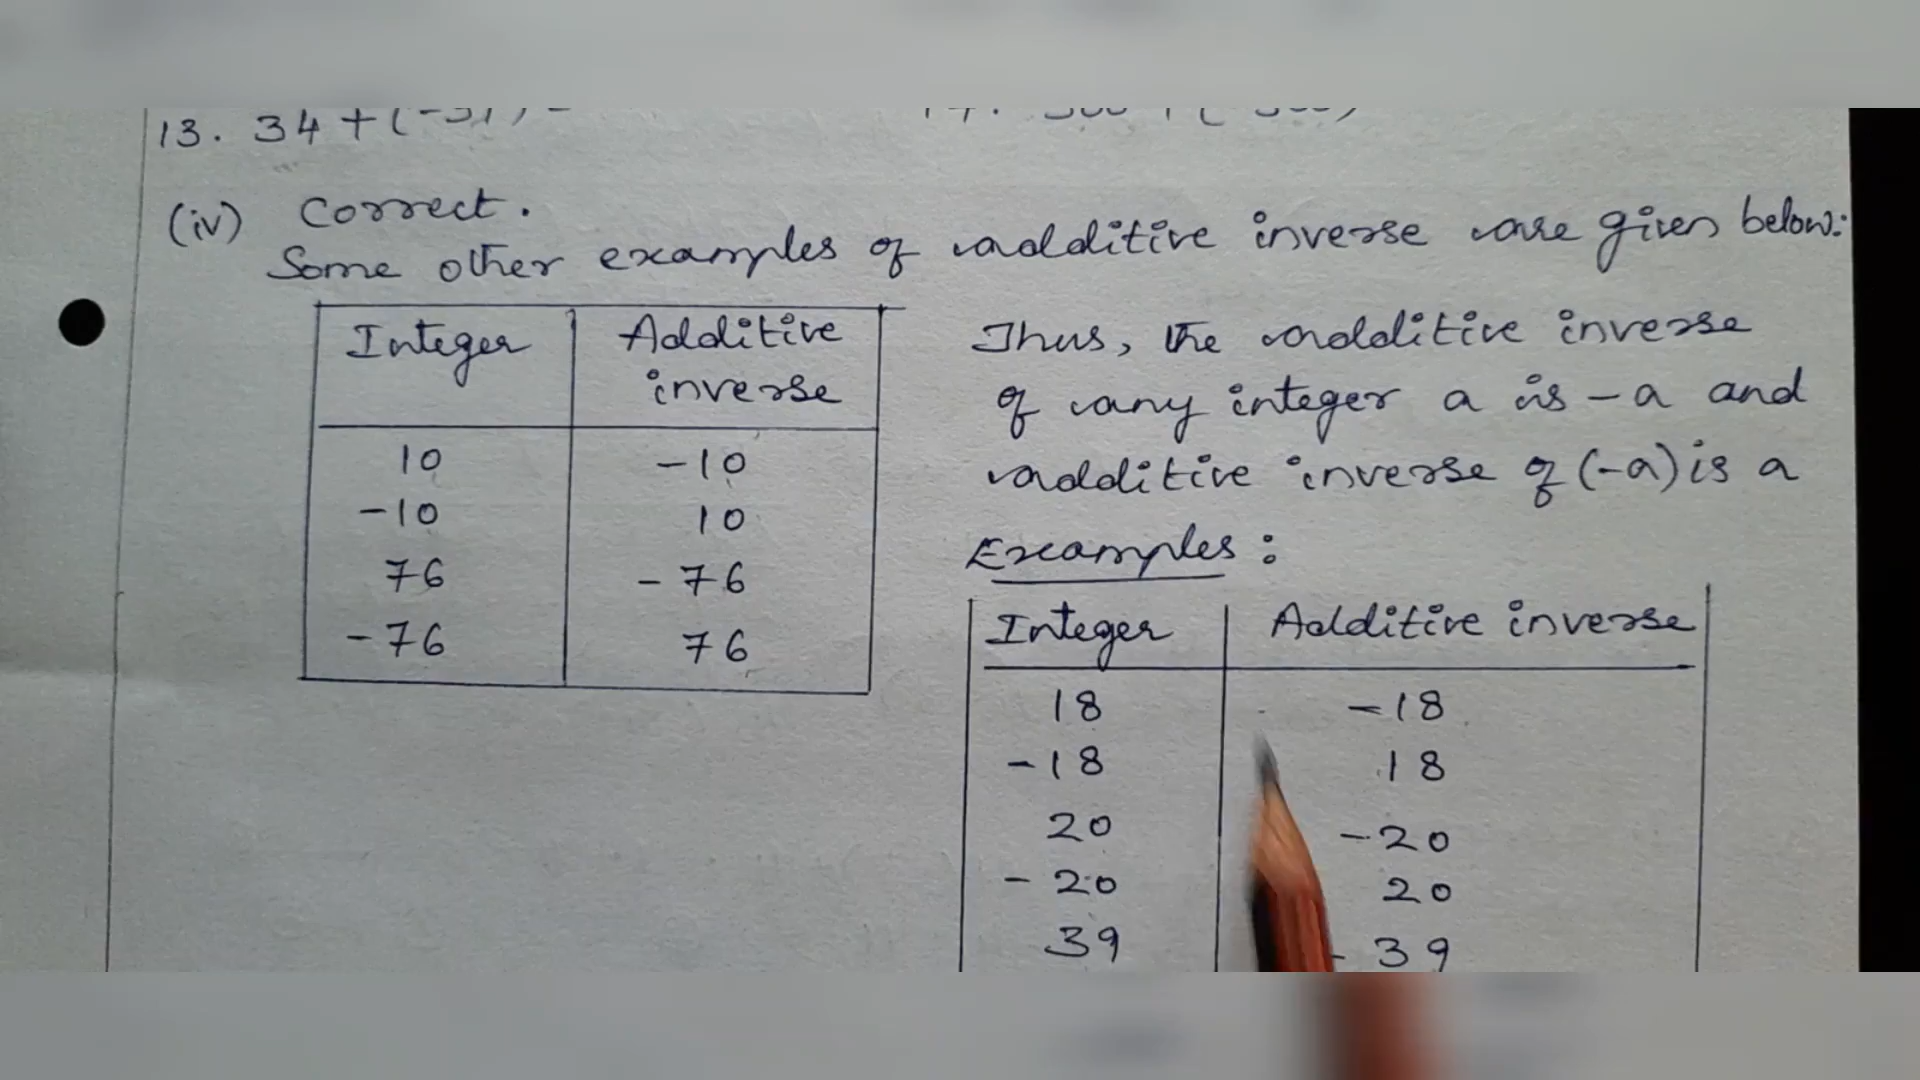 13. 34+(-
(iv) Correct.
Some other examples of additive inverse are given below:
Integer Additive inverse
10 -10
-10 10
76 -76
-76 76
Thus, the additive inverse
of any integer a is -a and
additive inverse of (-a) is a
Examples:
Integer Additive inverse
18 -18
-18 18
20 -20
-20 20
39 -39